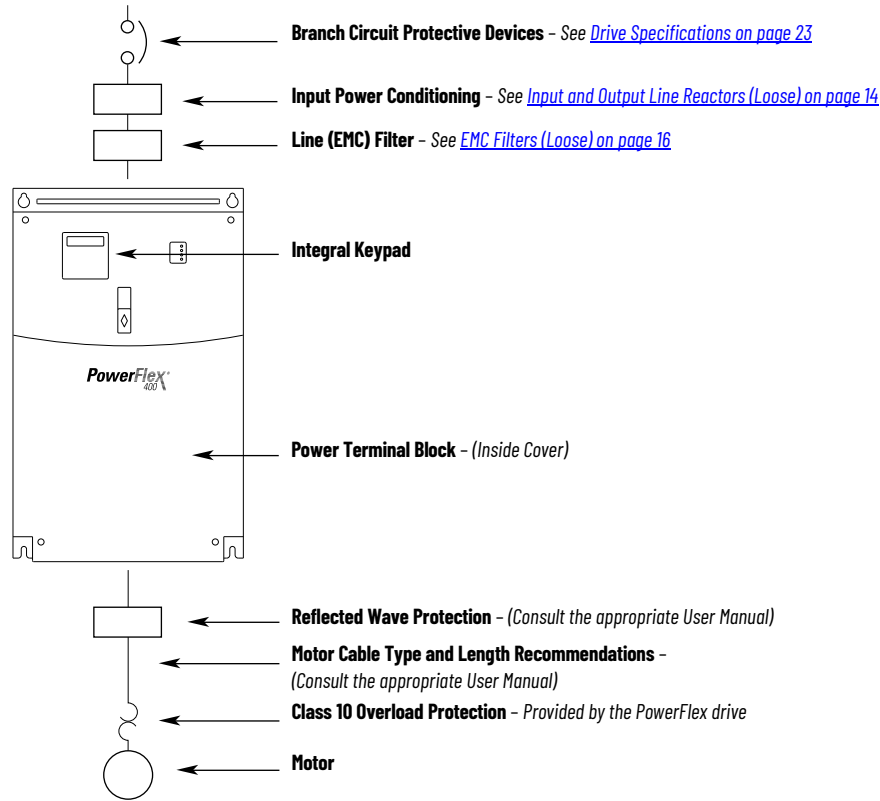 Branch Circuit Protective Devices – See Drive Specifications on page 23
Input Power Conditioning – See Input and Output Line Reactors (Loose) on page 14
Line (EMC) Filter – See EMC Filters (Loose) on page 16
Integral Keypad
PowerFlex
400
Power Terminal Block – (Inside Cover)
Reflected Wave Protection – (Consult the appropriate User Manual)
Motor Cable Type and Length Recommendations –
(Consult the appropriate User Manual)
Class 10 Overload Protection – Provided by the PowerFlex drive
Motor